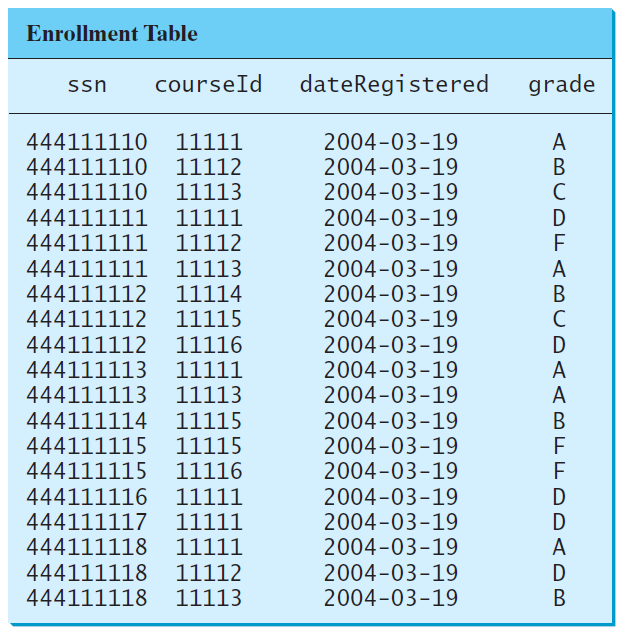 Enrollment Table
ssn courseId dateRegistered grade
444111110 11111 2004-03-19 A
444111110 11112 2004-03-19 B
444111110 11113 2004-03-19 C
444111111 11111 2004-03-19 D
444111111 11112 2004-03-19 F
444111111 11113 2004-03-19 A
444111112 11114 2004-03-19 B
444111112 11115 2004-03-19 C
444111112 11116 2004-03-19 D
444111113 11111 2004-03-19 A
444111113 11113 2004-03-19 A
444111114 11115 2004-03-19 B
444111115 11115 2004-03-19 F
444111115 11116 2004-03-19 F
444111116 11111 2004-03-19 D
444111117 11111 2004-03-19 D
444111118 11111 2004-03-19 A
444111118 11112 2004-03-19 D
444111118 11113 2004-03-19 B